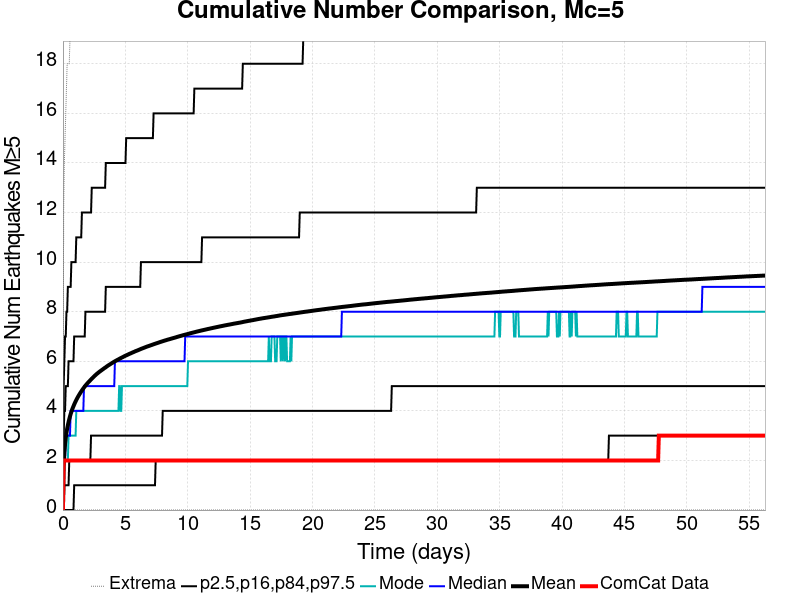 Cumulative Number Comparison, Mc=5
Cumulative Num Earthquakes M≥5
18
16
14
12
10
8
6
4
2
0
0 5 10 15 20 25 30 35 40 45 50 55
Time (days)
Extrema p2.5,p16,p84,p97.5 Mode Median Mean ComCat Data